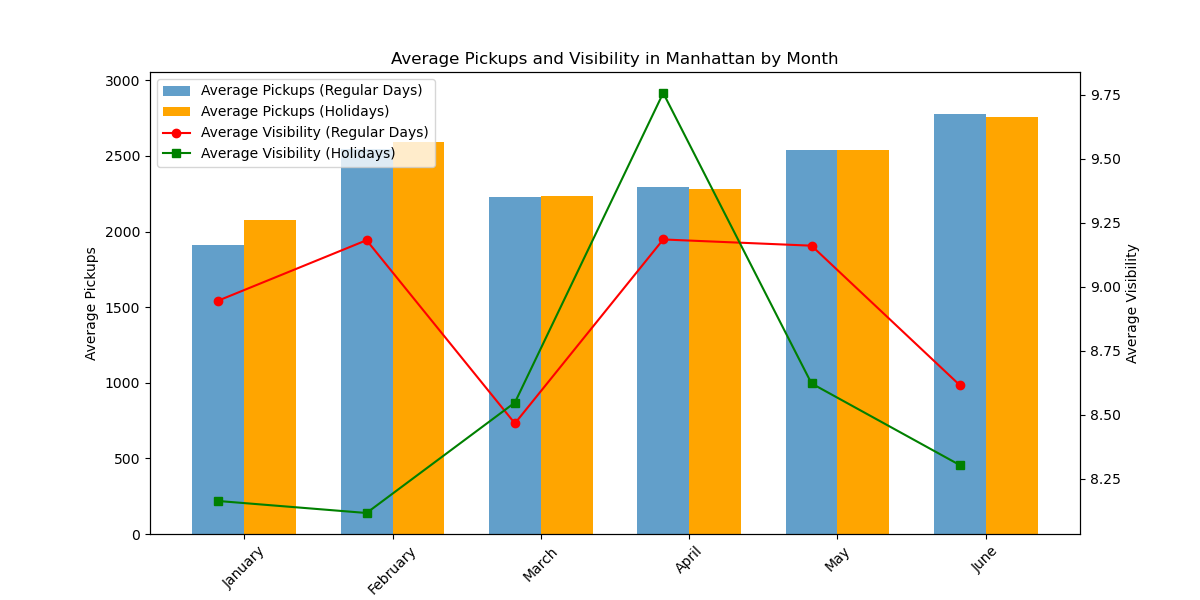 Average Pickups and Visibility in Manhattan by Month
Average Pickups (Regular Days)
Average Pickups (Holidays)
Average Visibility (Regular Days)
Average Visibility (Holidays)
Average Pickups
3000
2500
2000
1500
1000
500
0
9.75
9.50
9.25
9.00
8.75
8.50
8.25
Average Visibility
January
February
March
April
May
June